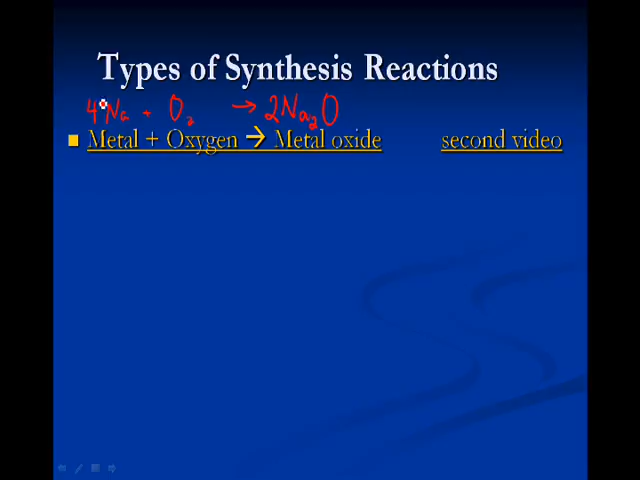 Types of Synthesis Reactions
4Na + O₂ → 2Na₂O
Metal + Oxygen → Metal oxide second video